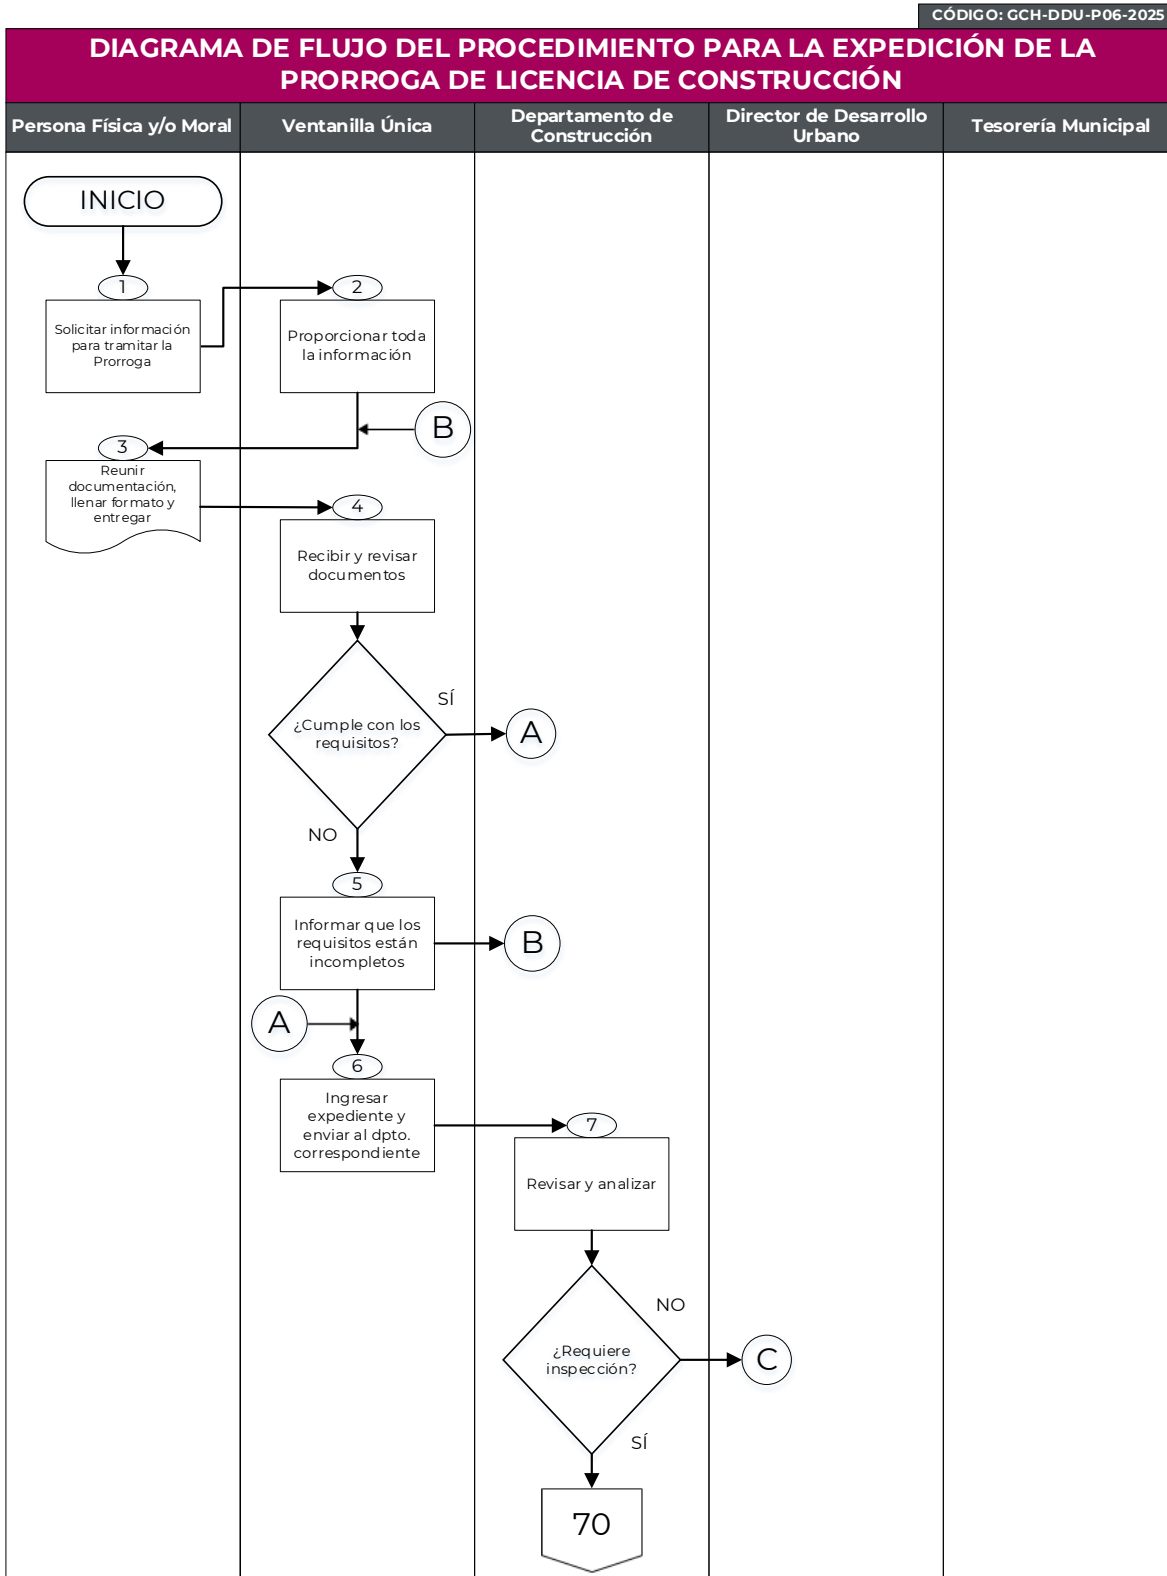 CÓDIGO: GCH-DDU-P06-2025
DIAGRAMA DE FLUJO DEL PROCEDIMIENTO PARA LA EXPEDICIÓN DE LA
PRORROGA DE LICENCIA DE CONSTRUCCIÓN
Persona Física y/o Moral
Ventanilla Única
Departamento de
Construcción
Director de Desarrollo
Urbano
Tesorería Municipal
INICIO
1
Solicitar información
para tramitar la
Prorroga
2
Proporcionar toda
la información
B
3
Reunir
documentación,
llenar formato y
entregar
4
Recibir y revisar
documentos
¿Cumple con los
requisitos?
SÍ
A
NO
5
Informar que los
requisitos están
incompletos
B
A
6
Ingresar
expediente y
enviar al dpto.
correspondiente
7
Revisar y analizar
¿Requiere
inspección?
NO
C
SÍ
70